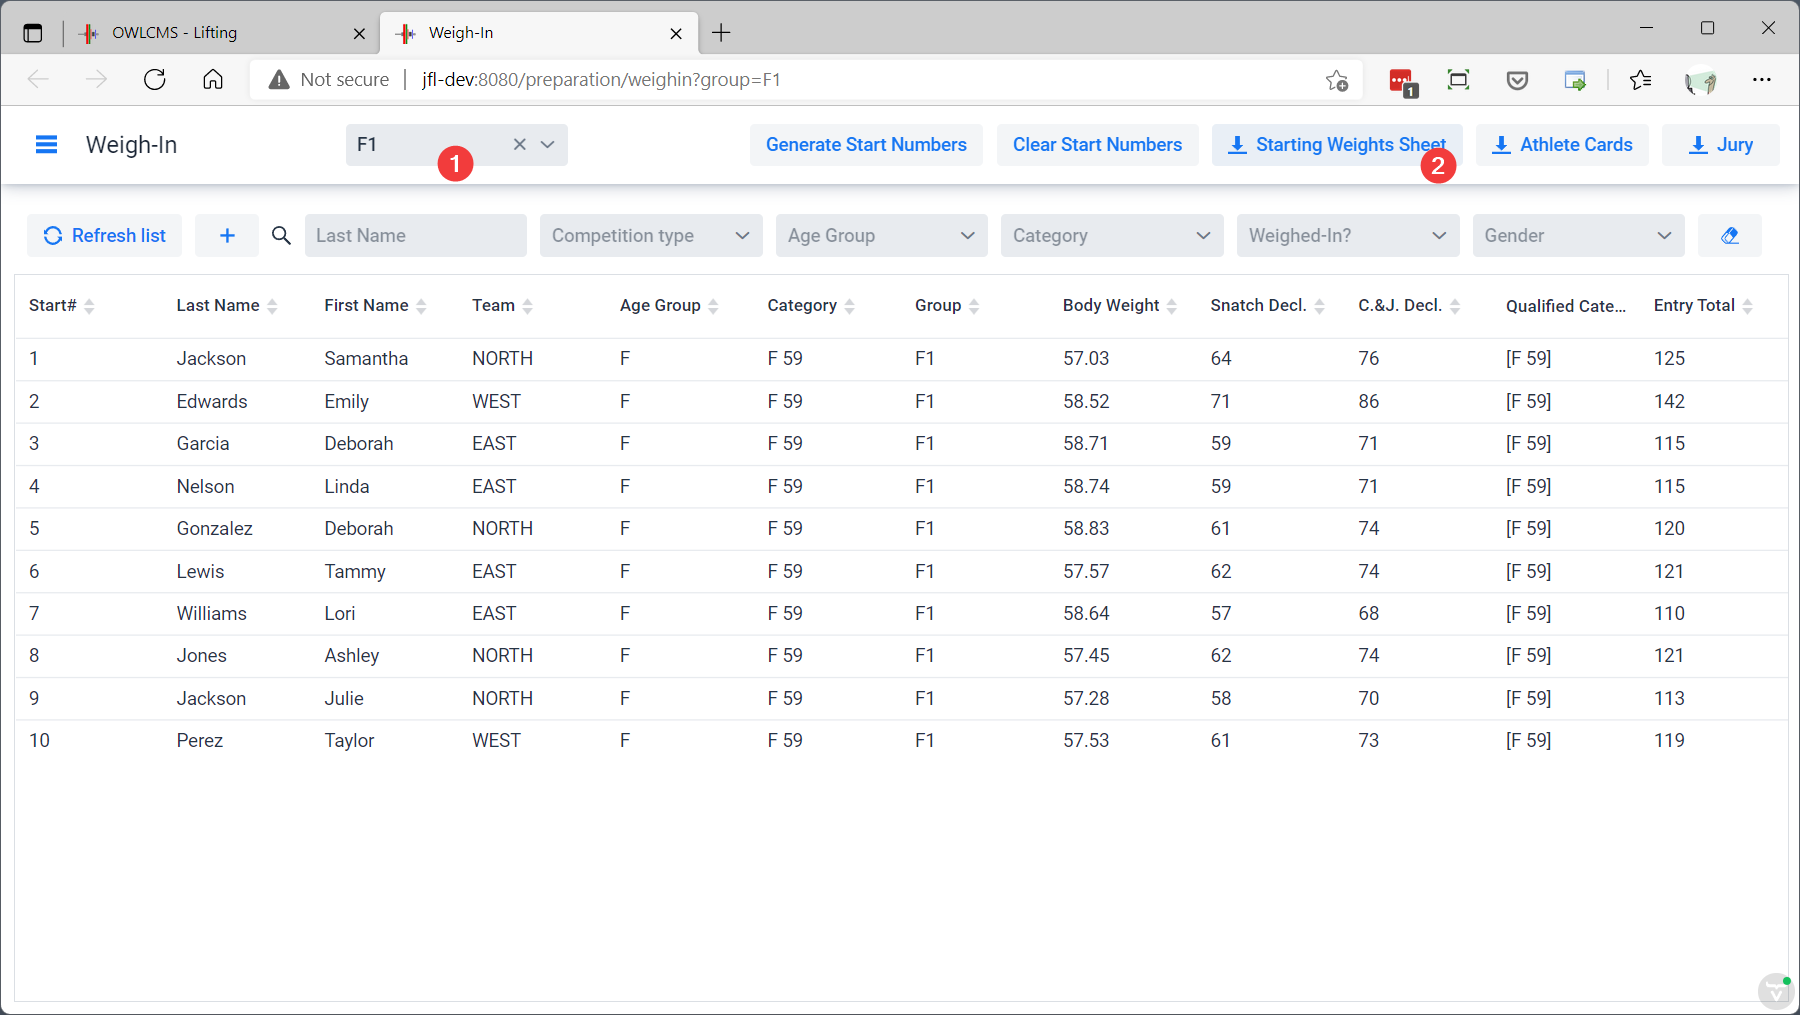 OWLCMS - Lifting
Weigh-In
Not secure jfl-dev:8080/preparation/weighin?group=F1
1
Weigh-In
F1
1
Generate Start Numbers
Clear Start Numbers
Starting Weights Sheet
2
Athlete Cards
Jury
Refresh list
Last Name
Competition type
Age Group
Category
Weighed-In?
Gender
Start# Last Name First Name Team Age Group Category Group Body Weight Snatch Decl. C.&J. Decl. Qualified Cate... Entry Total
1 Jackson Samantha NORTH F F 59 F1 57.03 64 76 [F 59] 125
2 Edwards Emily WEST F F 59 F1 58.52 71 86 [F 59] 142
3 Garcia Deborah EAST F F 59 F1 58.71 59 71 [F 59] 115
4 Nelson Linda EAST F F 59 F1 58.74 59 71 [F 59] 115
5 Gonzalez Deborah NORTH F F 59 F1 58.83 61 74 [F 59] 120
6 Lewis Tammy EAST F F 59 F1 57.57 62 74 [F 59] 121
7 Williams Lori EAST F F 59 F1 58.64 57 68 [F 59] 110
8 Jones Ashley NORTH F F 59 F1 57.45 62 74 [F 59] 121
9 Jackson Julie NORTH F F 59 F1 57.28 58 70 [F 59] 113
10 Perez Taylor WEST F F 59 F1 57.53 61 73 [F 59] 119